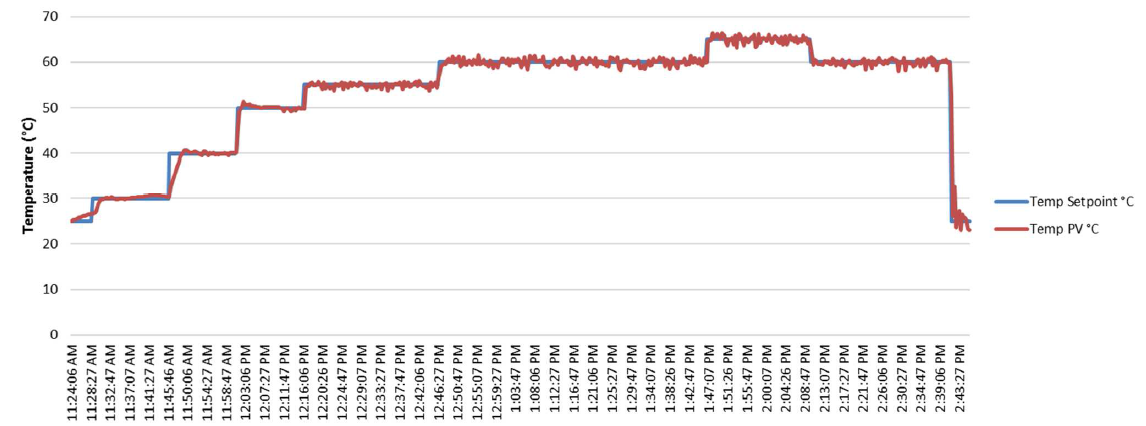 70
60
50
40
30
20
10
0
Temperature (°C)
11:24:06 AM
11:28:27 AM
11:32:47 AM
11:37:07 AM
11:41:27 AM
11:45:46 AM
11:50:06 AM
11:54:27 AM
11:58:47 AM
12:03:06 PM
12:07:27 PM
12:11:47 PM
12:16:06 PM
12:20:26 PM
12:24:47 PM
12:29:07 PM
12:33:27 PM
12:37:47 PM
12:42:06 PM
12:46:27 PM
12:50:47 PM
12:55:07 PM
12:59:27 PM
1:03:47 PM
1:08:06 PM
1:12:27 PM
1:16:47 PM
1:21:06 PM
1:25:27 PM
1:29:47 PM
1:34:07 PM
1:38:26 PM
1:42:47 PM
1:47:07 PM
1:51:26 PM
1:55:47 PM
2:00:07 PM
2:04:26 PM
2:08:47 PM
2:13:07 PM
2:17:27 PM
2:21:47 PM
2:26:06 PM
2:30:27 PM
2:34:47 PM
2:39:06 PM
2:43:27 PM
Temp Setpoint °C
Temp PV °C